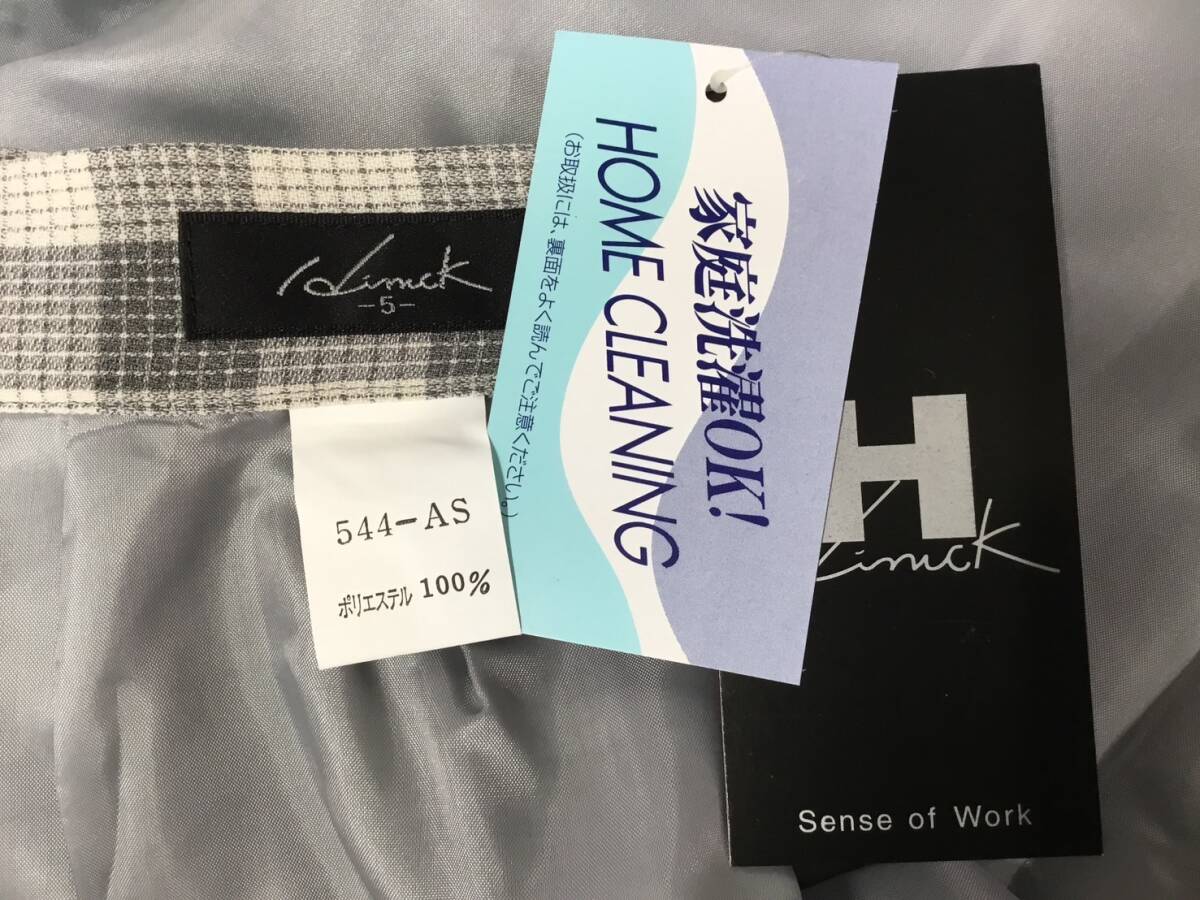 -5-
544-AS
ポリエステル 100%
家庭洗濯OK!
HOME CLEANING
(お取扱には、裏面をよく読んでご注意ください。)
H
Sense of Work